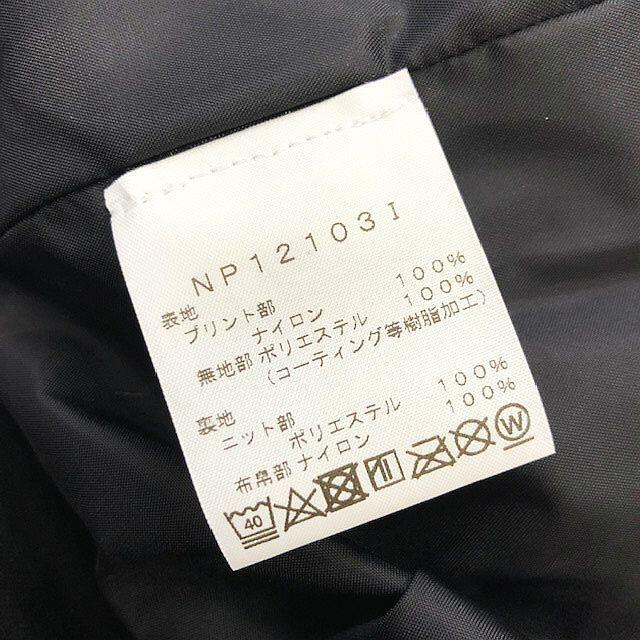 NP12103I
表地
プリント部
ナイロン 100%
無地部 ポリエステル 100%
(コーティング等樹脂加工)
裏地
ニット部
ポリエステル 100%
布帛部 ナイロン 100%
40
W